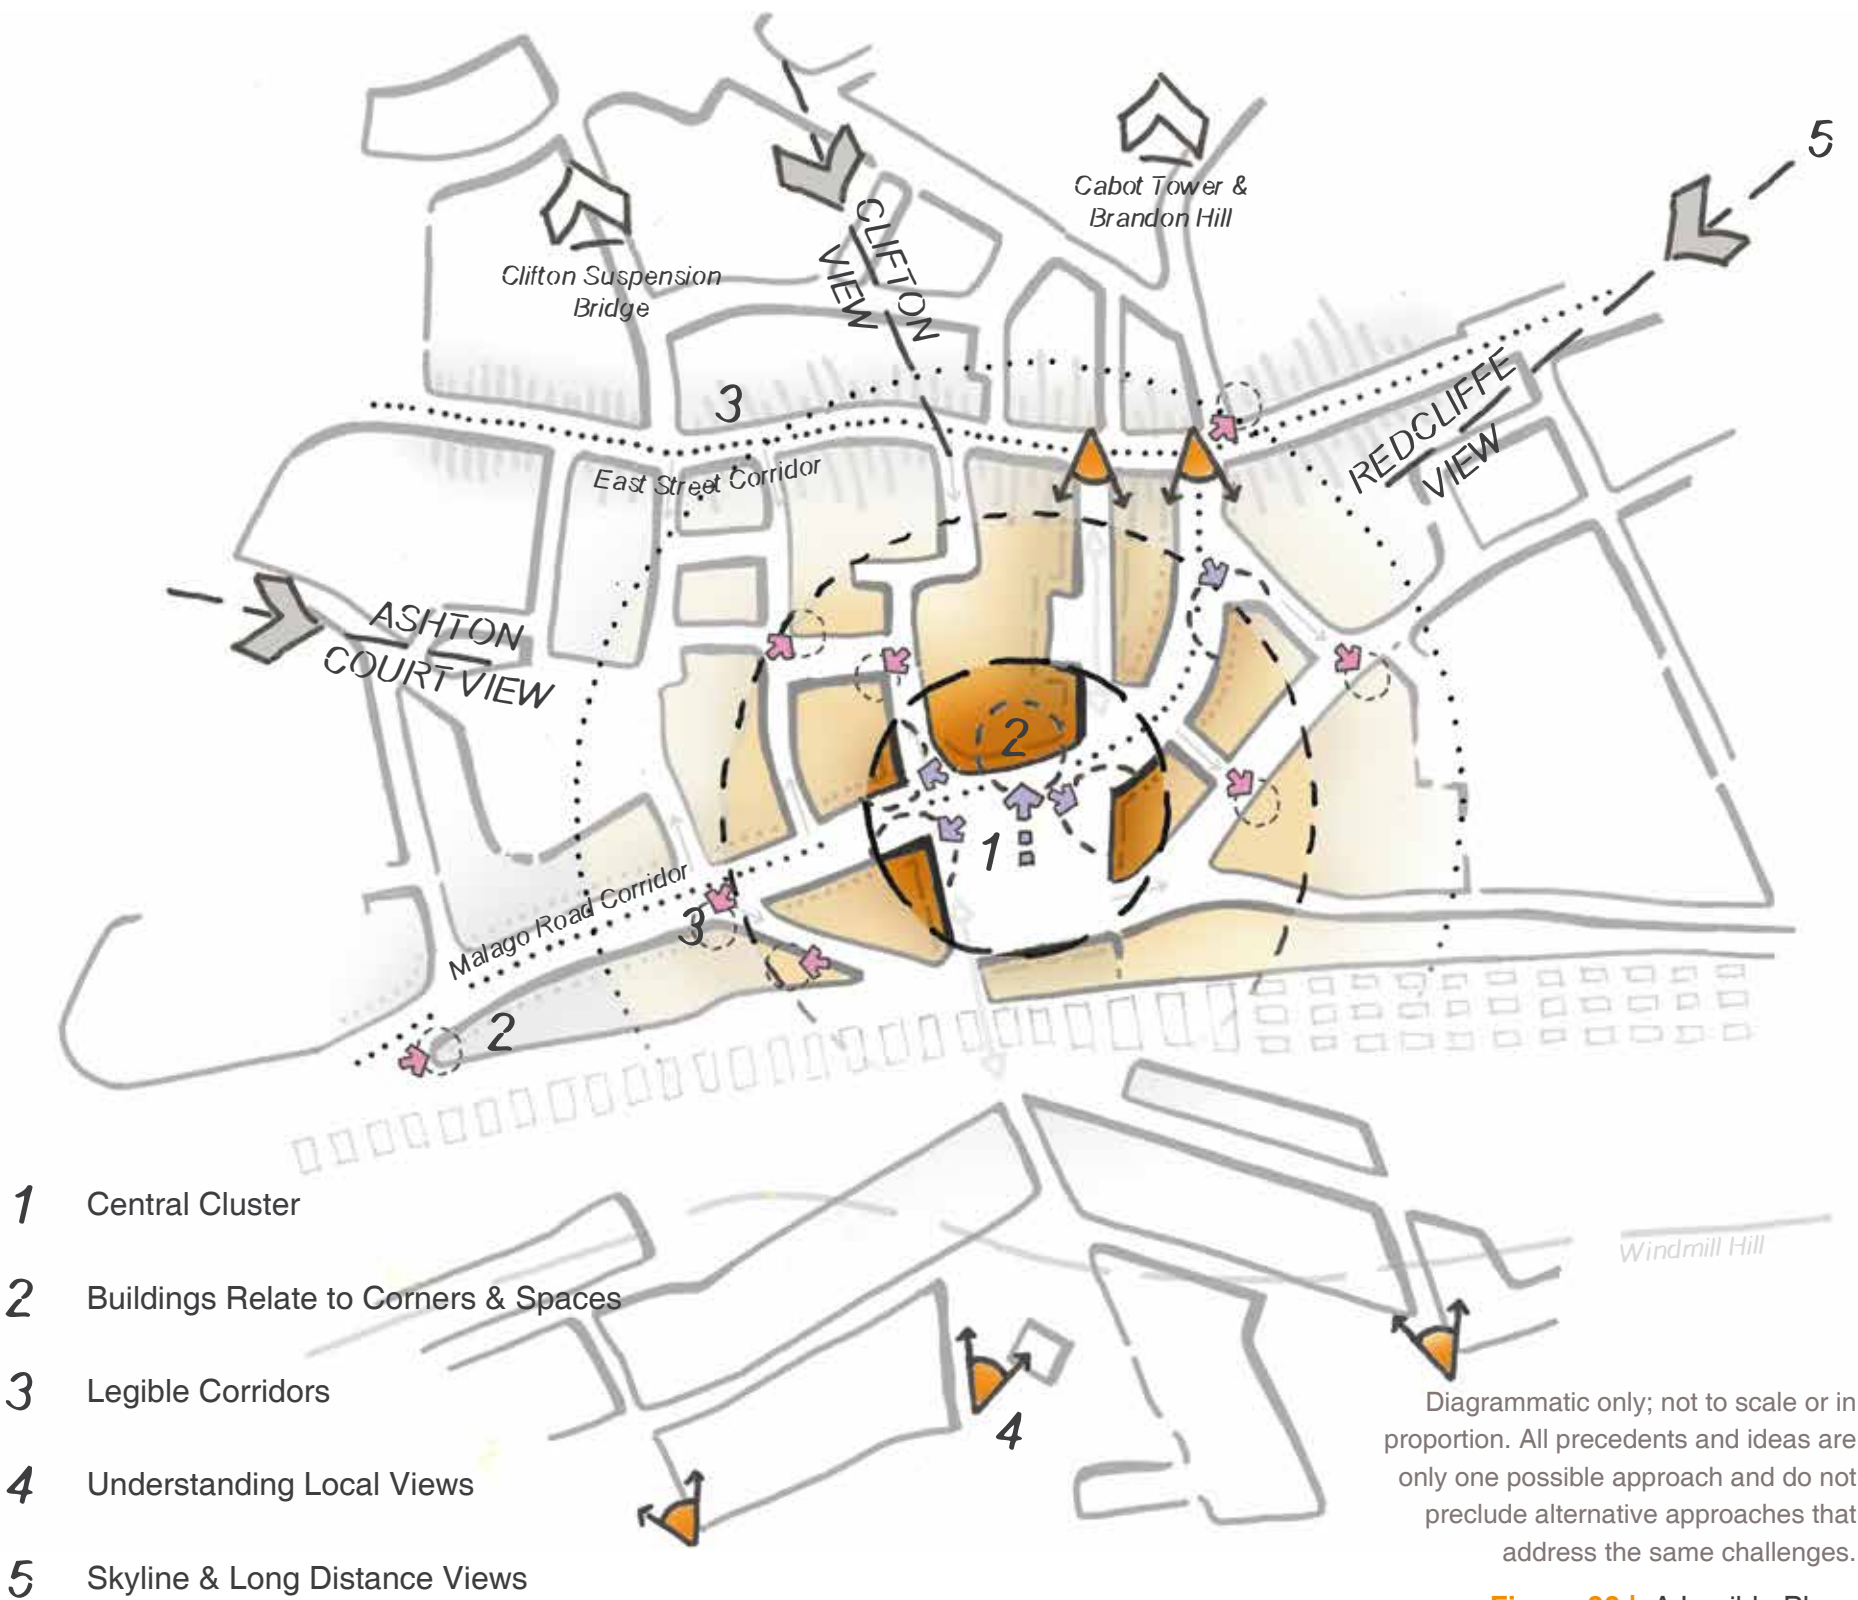 5
Cabot Tower &
Brandon Hill
Clifton Suspension
Bridge
CLIFTON
VIEW
3
REDCLIFFE
VIEW
East Street Corridor
ASHTON
COURT VIEW
2
1
Malago Road Corridor
3
2
1 Central Cluster
Windmill Hill
2 Buildings Relate to Corners & Spaces
3 Legible Corridors
4
Diagrammatic only; not to scale or in
proportion. All precedents and ideas are
only one possible approach and do not
preclude alternative approaches that
address the same challenges.
4 Understanding Local Views
5 Skyline & Long Distance Views